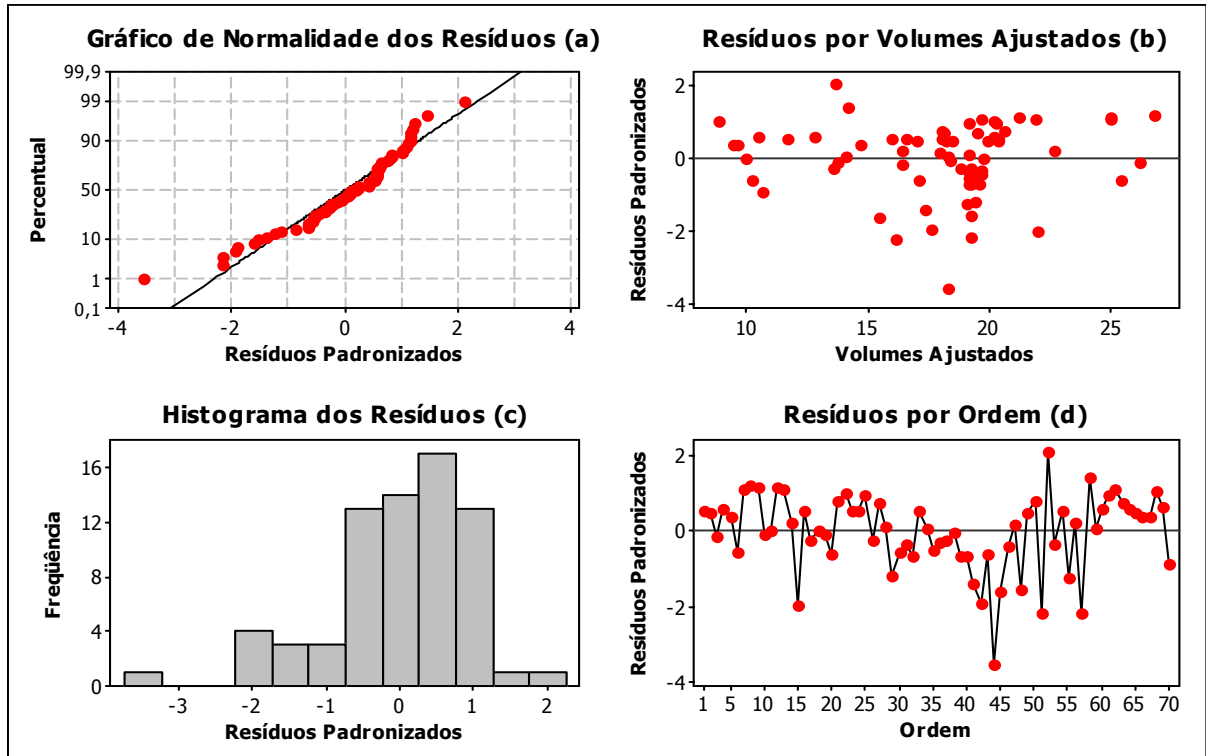 Gráfico de Normalidade dos Resíduos (a)
99,9
99
90
50
10
1
0,1
Percentual
-4 -2 0 2 4
Resíduos Padronizados
Resíduos por Volumes Ajustados (b)
2
0
-2
-4
Resíduos Padronizados
10 15 20 25
Volumes Ajustados
Histograma dos Resíduos (c)
16
12
8
4
0
Freqüência
-3 -2 -1 0 1 2
Resíduos Padronizados
Resíduos por Ordem (d)
2
0
-2
-4
Resíduos Padronizados
1 5 10 15 20 25 30 35 40 45 50 55 60 65 70
Ordem